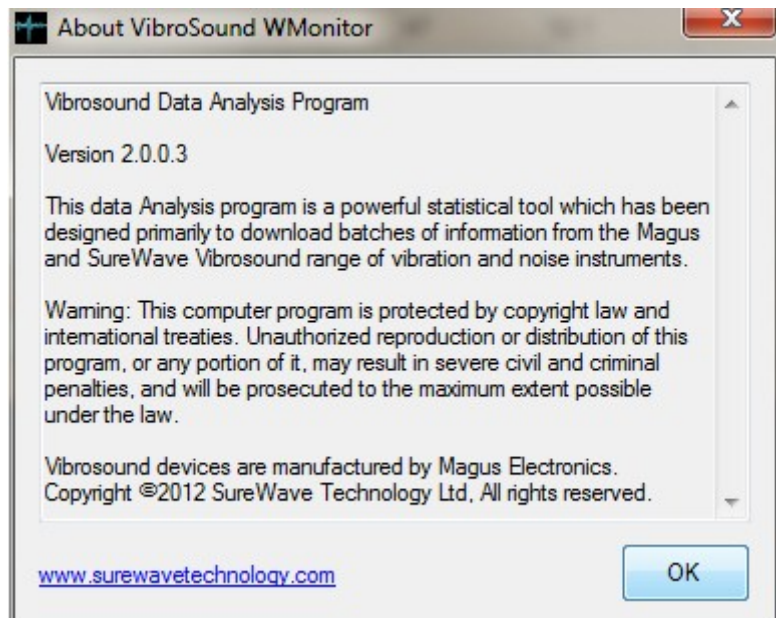 About VibroSound WMonitor
Vibrosound Data Analysis Program
Version 2.0.0.3
This data Analysis program is a powerful statistical tool which has been
designed primarily to download batches of information from the Magus
and SureWave Vibrosound range of vibration and noise instruments.
Warning: This computer program is protected by copyright law and
international treaties. Unauthorized reproduction or distribution of this
program, or any portion of it, may result in severe civil and criminal
penalties, and will be prosecuted to the maximum extent possible
under the law.
Vibrosound devices are manufactured by Magus Electronics.
Copyright ©2012 SureWave Technology Ltd, All rights reserved.
www.surewavetechnology.com
OK